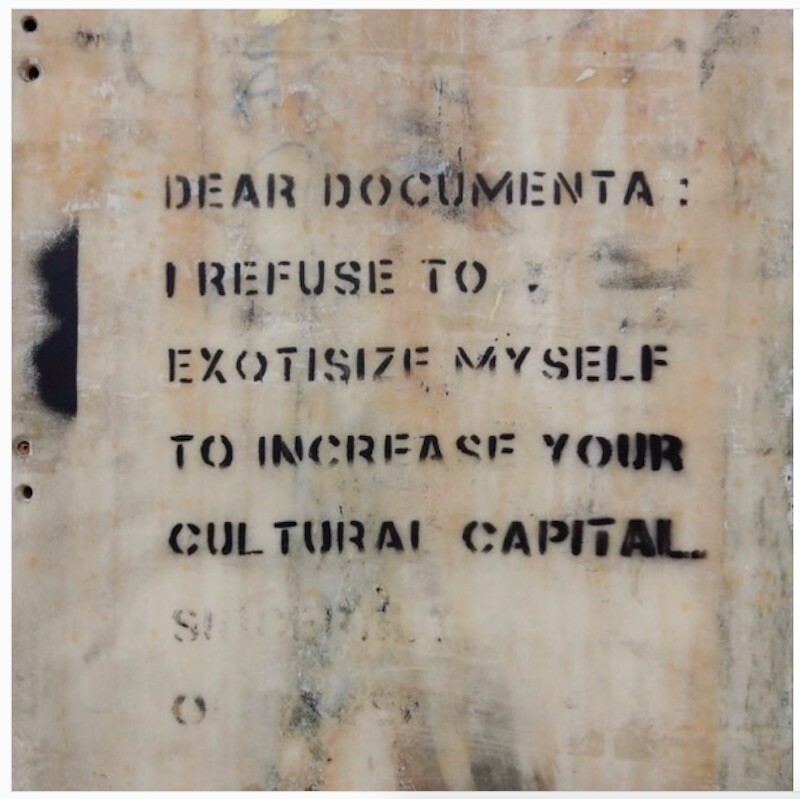 DEAR DOCUMENTA :
I REFUSE TO
EXOTISIZE MYSELF
TO INCREASE YOUR
CULTURAL CAPITAL.